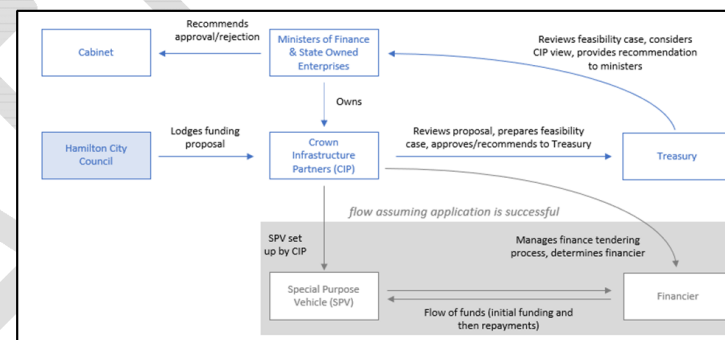 Recommends
approval/rejection
Cabinet
Ministers of Finance
& State Owned
Enterprises
Reviews feasibility case, considers
CIP view, provides recommendation
to ministers
Owns
Hamilton City
Council
Lodges funding
proposal
Crown
Infrastructure
Partners (CIP)
Reviews proposal, prepares feasibility
case, approves/recommends to Treasury
Treasury
flow assuming application is successful
SPV set
up by CIP
Manages finance tendering
process, determines financier
Special Purpose
Vehicle (SPV)
Flow of funds (initial funding and
then repayments)
Financier